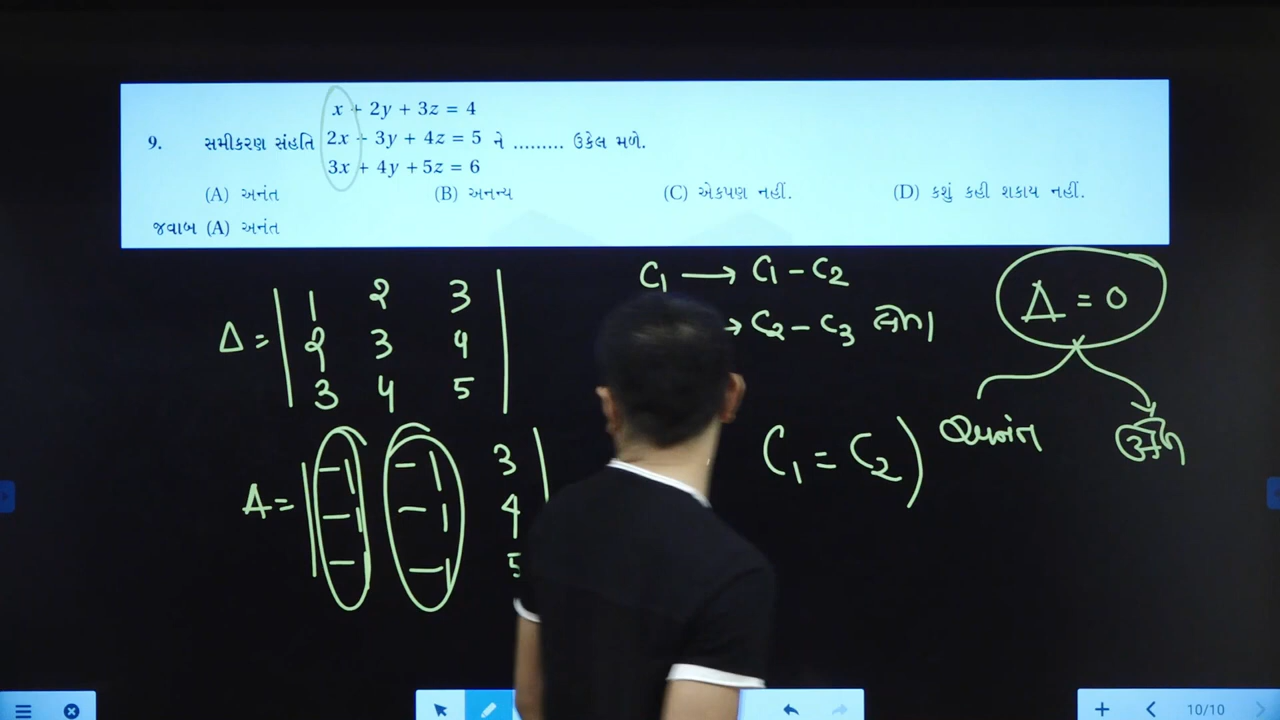 x + 2y + 3z = 4
9. સમીકરણ સંહતિ 2x + 3y + 4z = 5 ને ......... ઉકેલ મળે.
3x + 4y + 5z = 6
(A) અનંત (B) અનન્ય (C) એકપણ નહીં. (D) કશું કહી શકાય નહીં.
જવાબ (A) અનંત
Δ = | 1 2 3 |
2 3 4
3 4 5
C₁ → C₁ - C₂
→ C₂ - C₃ લેતા
Δ = 0
અનંત
Δ = | -1 -1 3 |
-1 -1 4
-1 -1 5
C₁ = C₂)
10/10